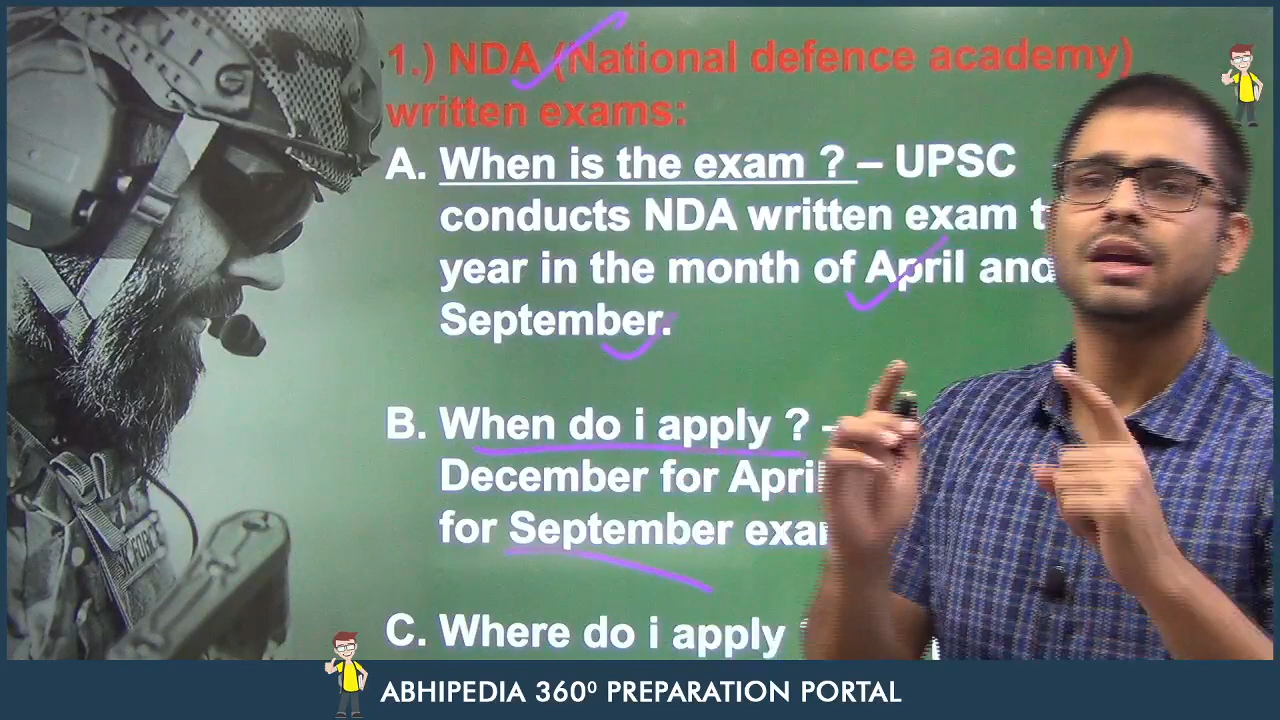 1.) NDA (National defence academy)
written exams:
A. When is the exam ? – UPSC
conducts NDA written exam
year in the month of April and
September.
B. When do i apply ? -
December for April
for September
C. Where do i apply
ABHIPEDIA 360⁰ PREPARATION PORTAL